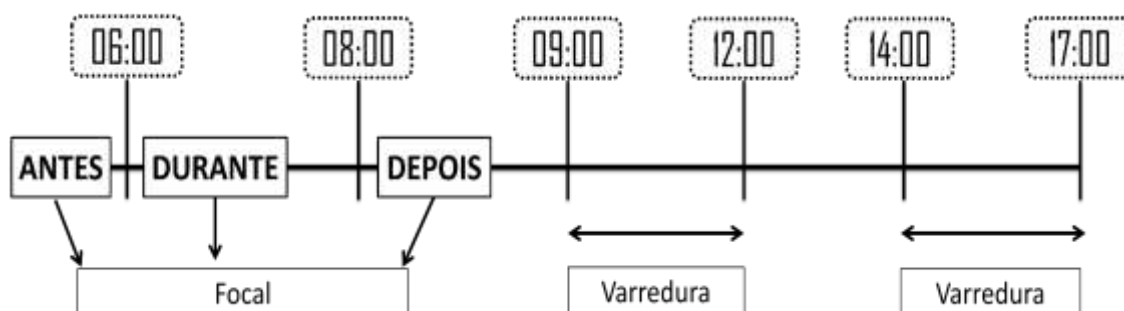 06:00 08:00 09:00 12:00 14:00 17:00
ANTES DURANTE DEPOIS
Focal Varredura Varredura